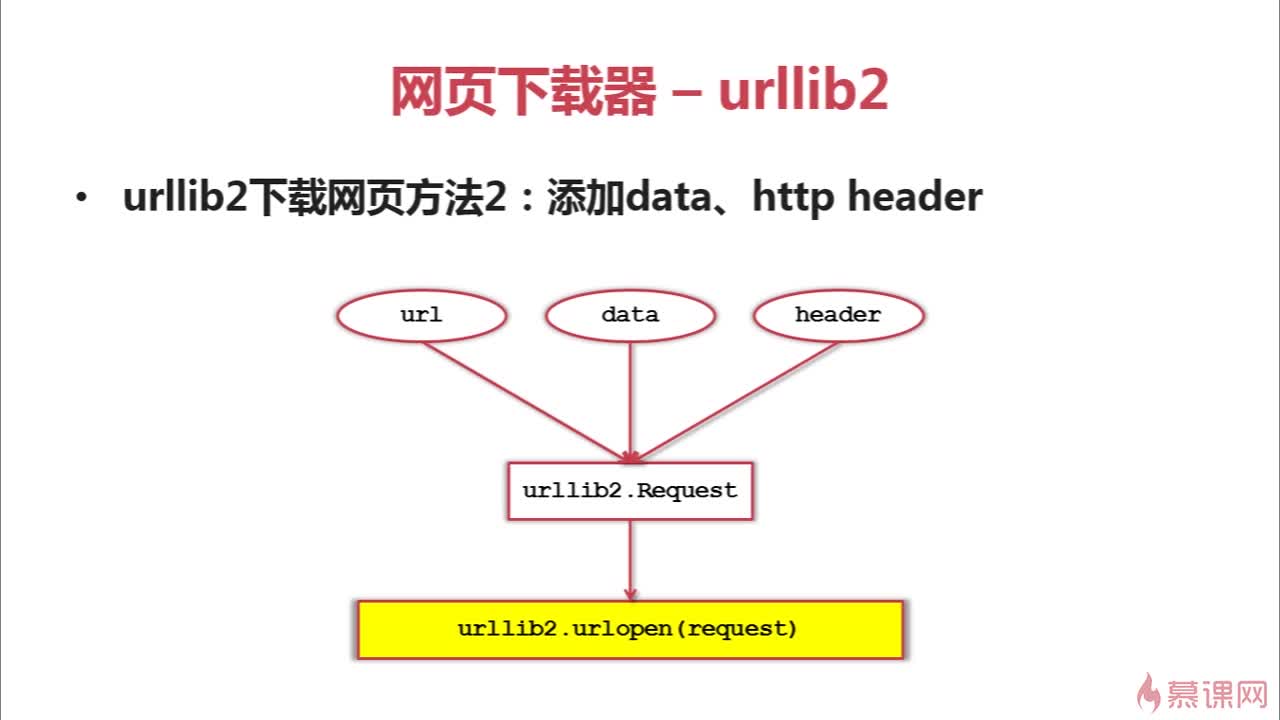 网页下载器 – urllib2
• urllib2下载网页方法2：添加data、http header
url data header
urllib2.Request
urllib2.urlopen(request)
慕课网